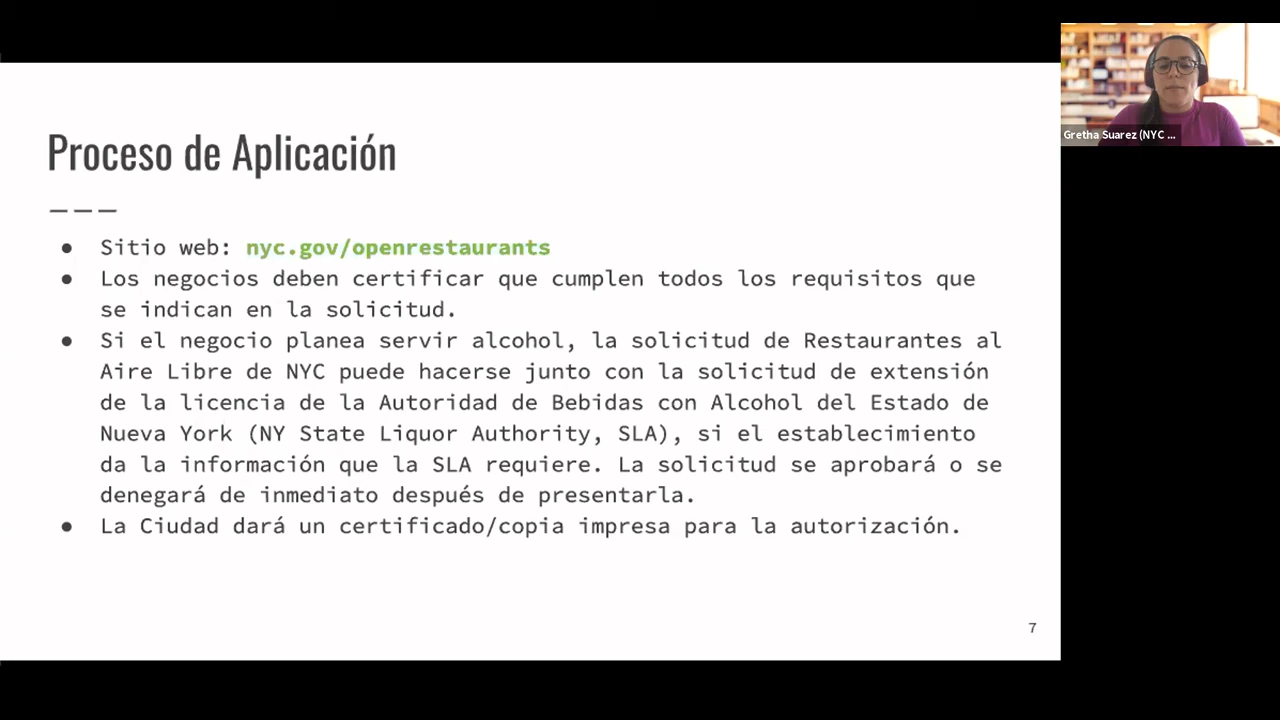 Proceso de Aplicación
● Sitio web: nyc.gov/openrestaurants
● Los negocios deben certificar que cumplen todos los requisitos que
se indican en la solicitud.
● Si el negocio planea servir alcohol, la solicitud de Restaurantes al
Aire Libre de NYC puede hacerse junto con la solicitud de extensión
de la licencia de la Autoridad de Bebidas con Alcohol del Estado de
Nueva York (NY State Liquor Authority, SLA), si el establecimiento
da la información que la SLA requiere. La solicitud se aprobará o se
denegará de inmediato después de presentarla.
● La Ciudad dará un certificado/copia impresa para la autorización.
7
Gretha Suarez (NYC ...